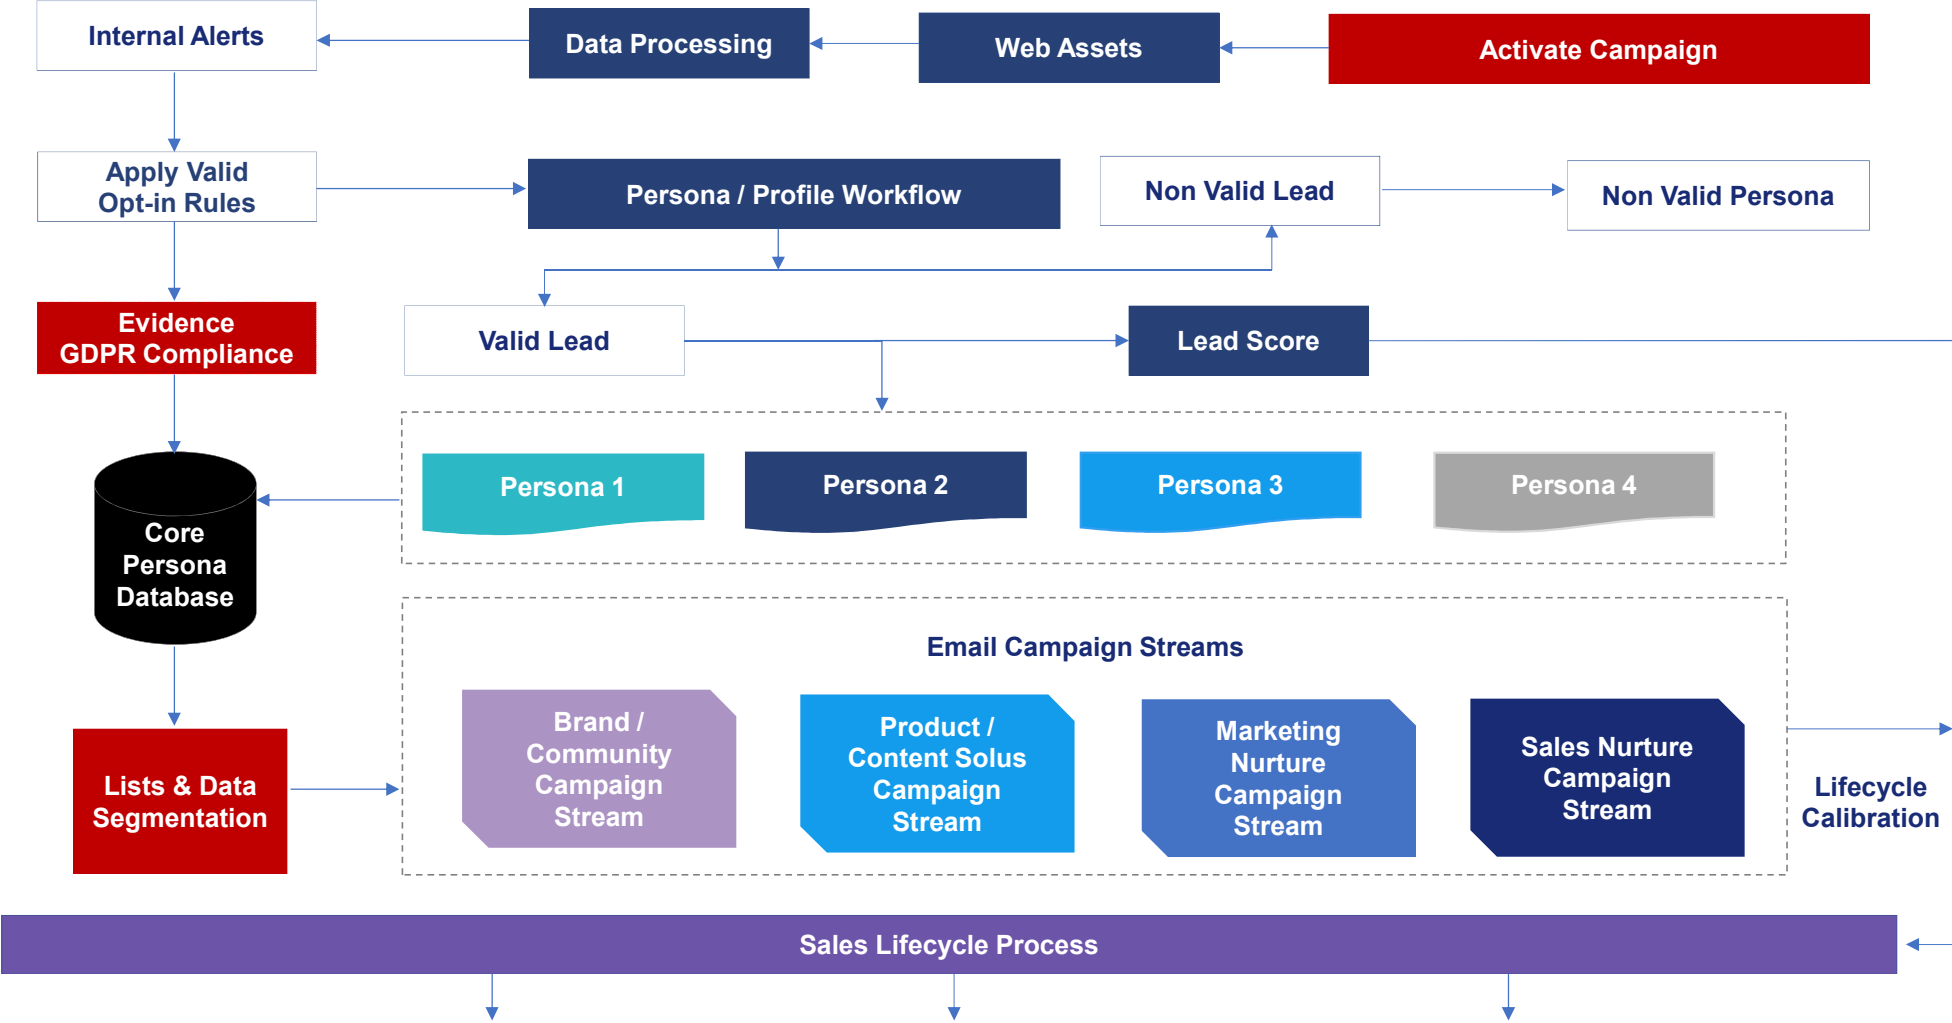 Internal Alerts
Data Processing
Web Assets
Activate Campaign
Apply Valid
Opt-in Rules
Persona / Profile Workflow
Non Valid Lead
Non Valid Persona
Evidence
GDPR Compliance
Valid Lead
Lead Score
Persona 1
Persona 2
Persona 3
Persona 4
Core
Persona
Database
Email Campaign Streams
Lists & Data
Segmentation
Brand /
Community
Campaign
Stream
Product /
Content Solus
Campaign
Stream
Marketing
Nurture
Campaign
Stream
Sales Nurture
Campaign
Stream
Lifecycle
Calibration
Sales Lifecycle Process